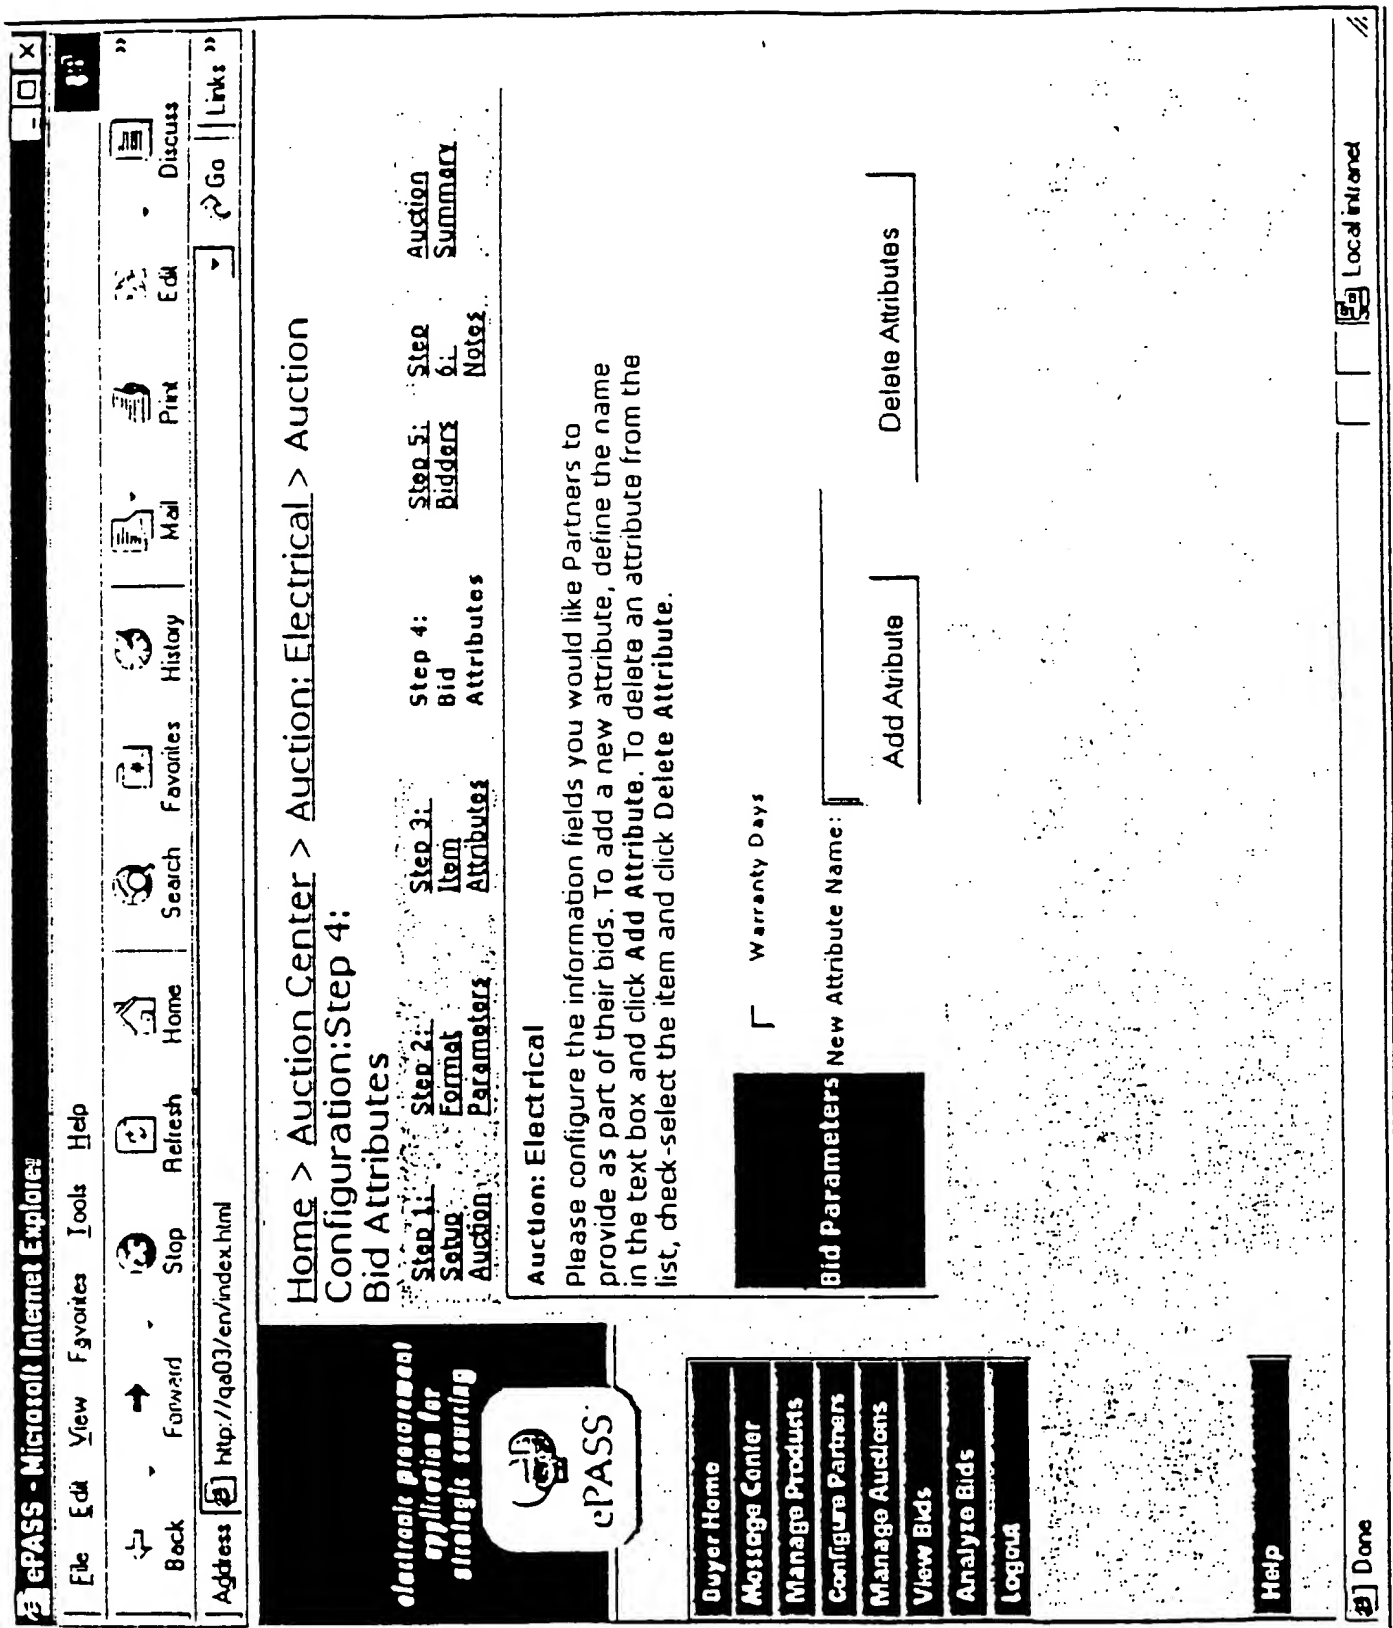 ePASS - Microsoft Internet Explorer
File Edit View Favorites Tools Help
Back Forward Stop Refresh Home Search Favorites History Mail Print Edit Discuss
Address http://qa03/en/index.html Go Links
electronic procurement
application for
strategic sourcing
ePASS
Buyer Home
Message Center
Manage Products
Configure Partners
Manage Auctions
View Bids
Analyze Bids
Logout
Help
Home > Auction Center > Auction: Electrical > Auction
Configuration:Step 4:
Bid Attributes
Step 1: Setup Auction
Step 2: Format Parameters
Step 3: Item Attributes
Step 4: Bid Attributes
Step 5: Bidders
Step 6: Notes
Auction Summary
Auction: Electrical
Please configure the information fields you would like Partners to
provide as part of their bids. To add a new attribute, define the name
in the text box and click Add Attribute. To delete an attribute from the
list, check-select the item and click Delete Attribute.
Warranty Days
Bid Parameters New Attribute Name:
Add Atribute Delete Attributes
Done Local intranet